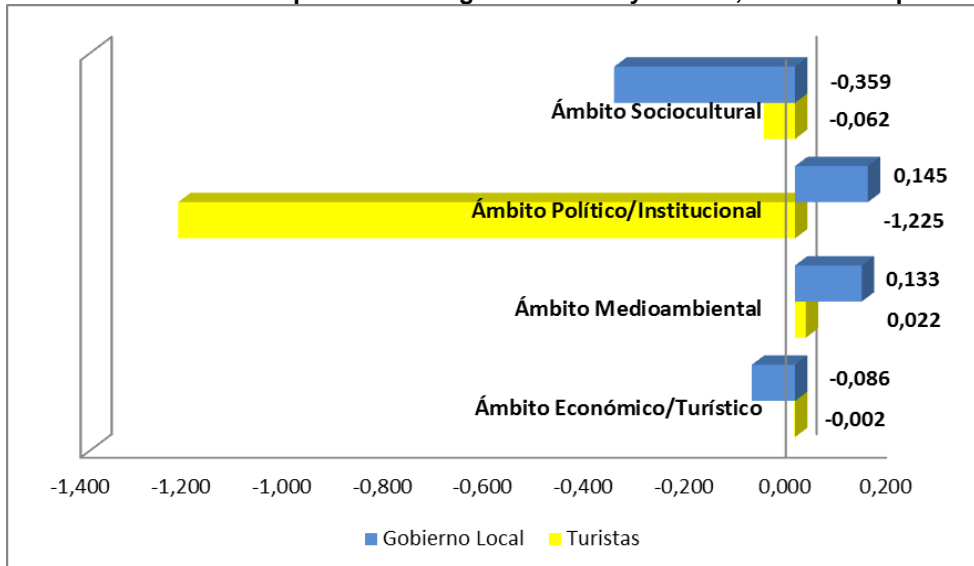 -0,359
Ámbito Sociocultural
-0,062
0,145
Ámbito Político/Institucional
-1,225
0,133
Ámbito Medioambiental
0,022
-0,086
Ámbito Económico/Turístico
-0,002
-1,400 -1,200 -1,000 -0,800 -0,600 -0,400 -0,200 0,000 0,200
Gobierno Local Turistas